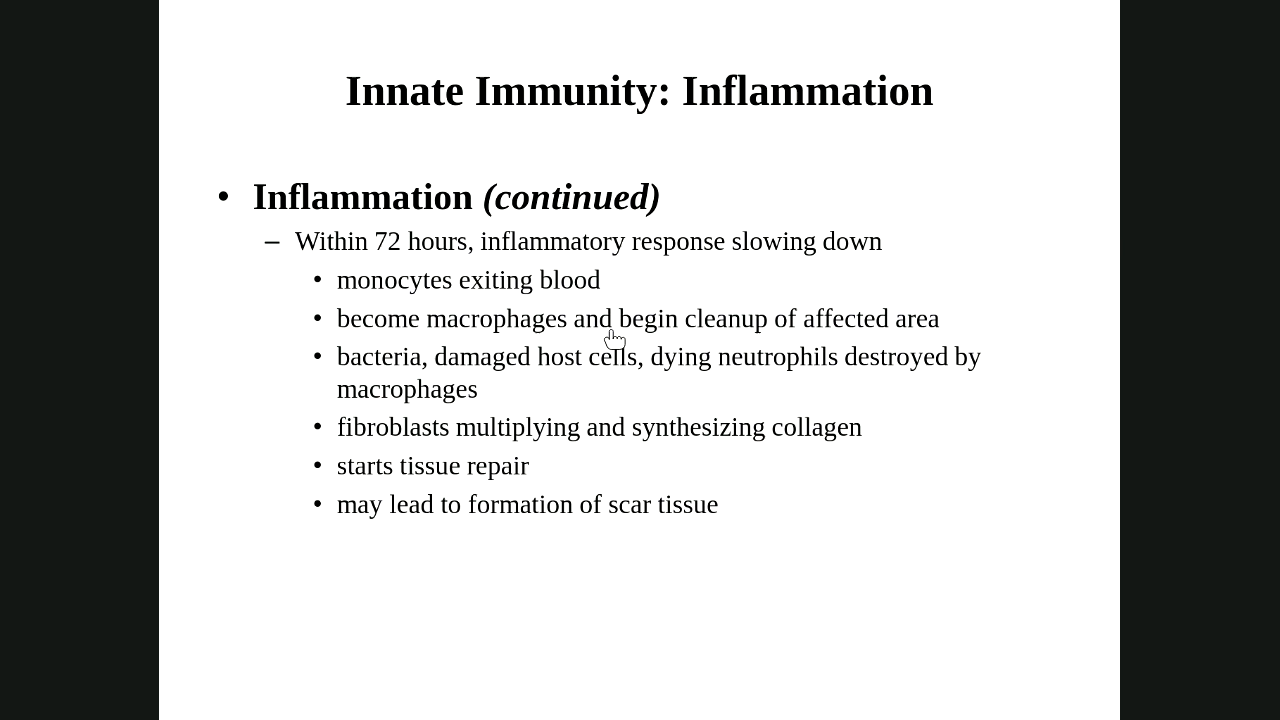 Innate Immunity: Inflammation
• Inflammation (continued)
– Within 72 hours, inflammatory response slowing down
• monocytes exiting blood
• become macrophages and begin cleanup of affected area
• bacteria, damaged host cells, dying neutrophils destroyed by
macrophages
• fibroblasts multiplying and synthesizing collagen
• starts tissue repair
• may lead to formation of scar tissue